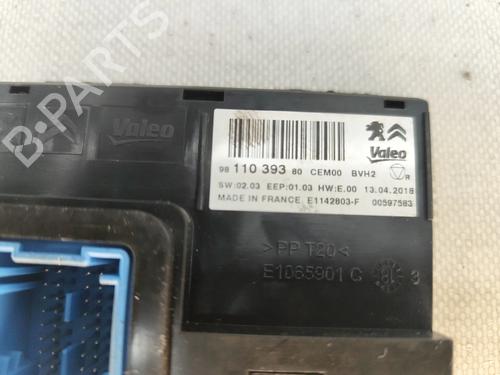 B-PARTS
Valeo
Valeo
98 110 393 80 CEM00 BVH2 R
SW:02.03 EEP:01.03 HW:E.00 13.04.2018
MADE IN FRANCE E1142803-F 00597583
>PP T20<
E1065901 C 3